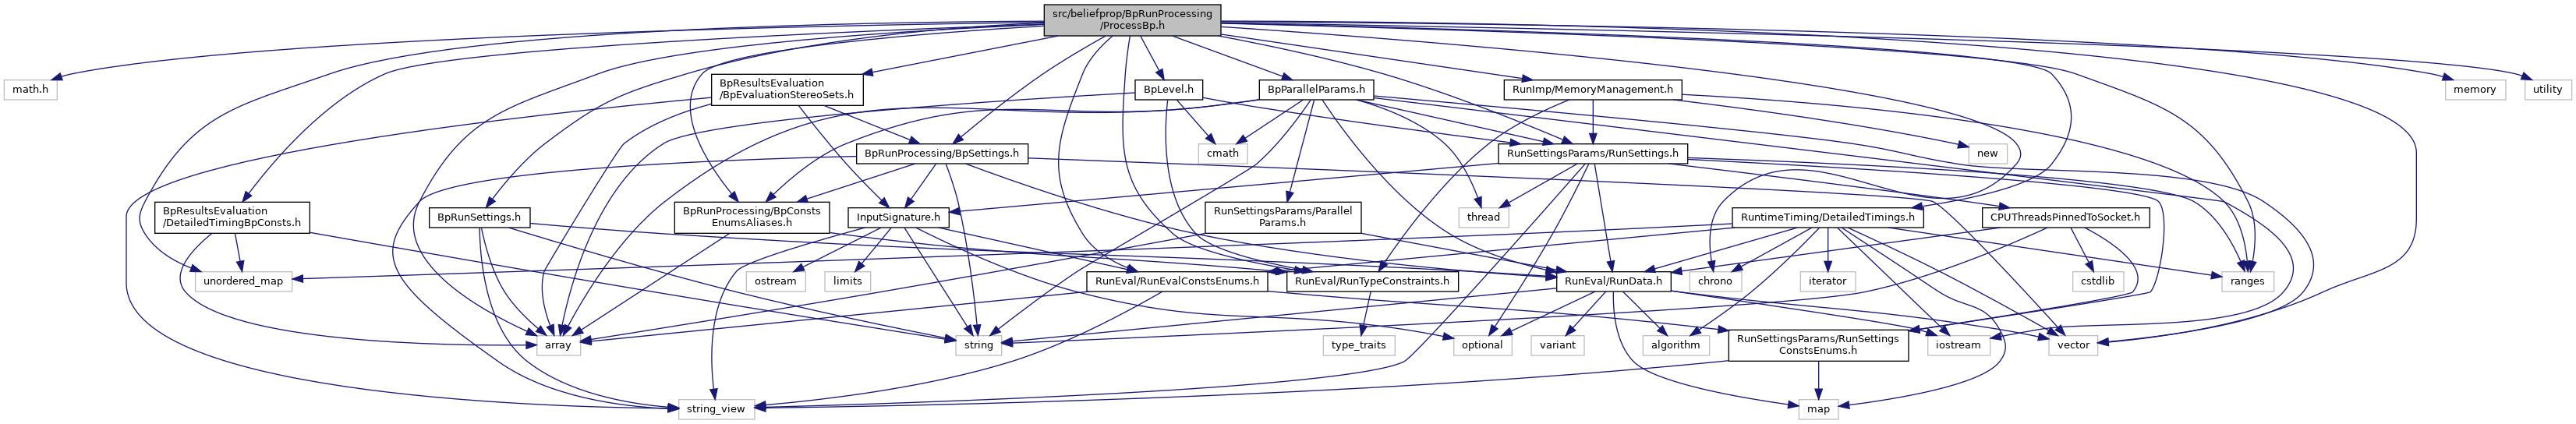 src/beliefprop/BpRunProcessing
/ProcessBp.h
math.h
BpResultsEvaluation
/BpEvaluationStereoSets.h
BpLevel.h
BpParallelParams.h
RunImp/MemoryManagement.h
memory
utility
BpRunProcessing/BpSettings.h
cmath
RunSettingsParams/RunSettings.h
new
BpResultsEvaluation
/DetailedTimingBpConsts.h
BpRunSettings.h
BpRunProcessing/BpConsts
EnumsAliases.h
InputSignature.h
RunSettingsParams/Parallel
Params.h
thread
RuntimeTiming/DetailedTimings.h
CPUThreadsPinnedToSocket.h
unordered_map
ostream
limits
RunEval/RunEvalConstsEnums.h
RunEval/RunTypeConstraints.h
RunEval/RunData.h
chrono
iterator
cstdlib
ranges
array
string
type_traits
optional
variant
algorithm
RunSettingsParams/RunSettings
ConstsEnums.h
iostream
vector
string_view
map